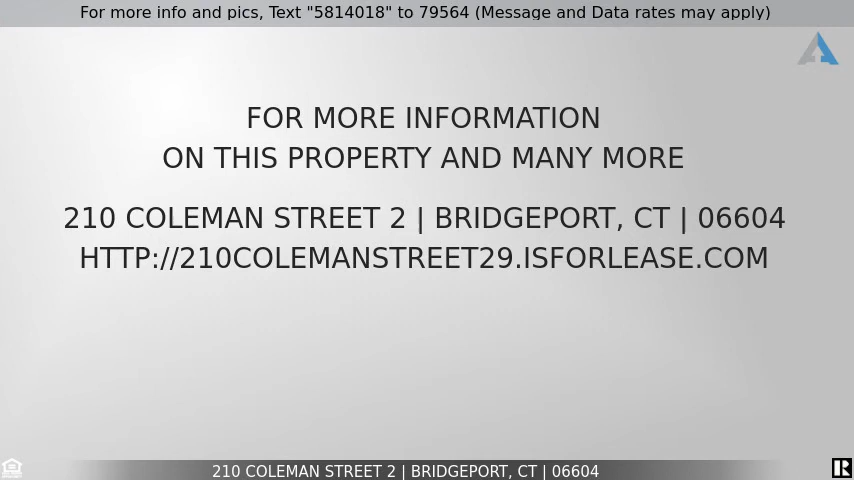 For more info and pics, Text "5814018" to 79564 (Message and Data rates may apply)
FOR MORE INFORMATION
ON THIS PROPERTY AND MANY MORE
210 COLEMAN STREET 2 | BRIDGEPORT, CT | 06604
HTTP://210COLEMANSTREET29.ISFORLEASE.COM
210 COLEMAN STREET 2 | BRIDGEPORT, CT | 06604